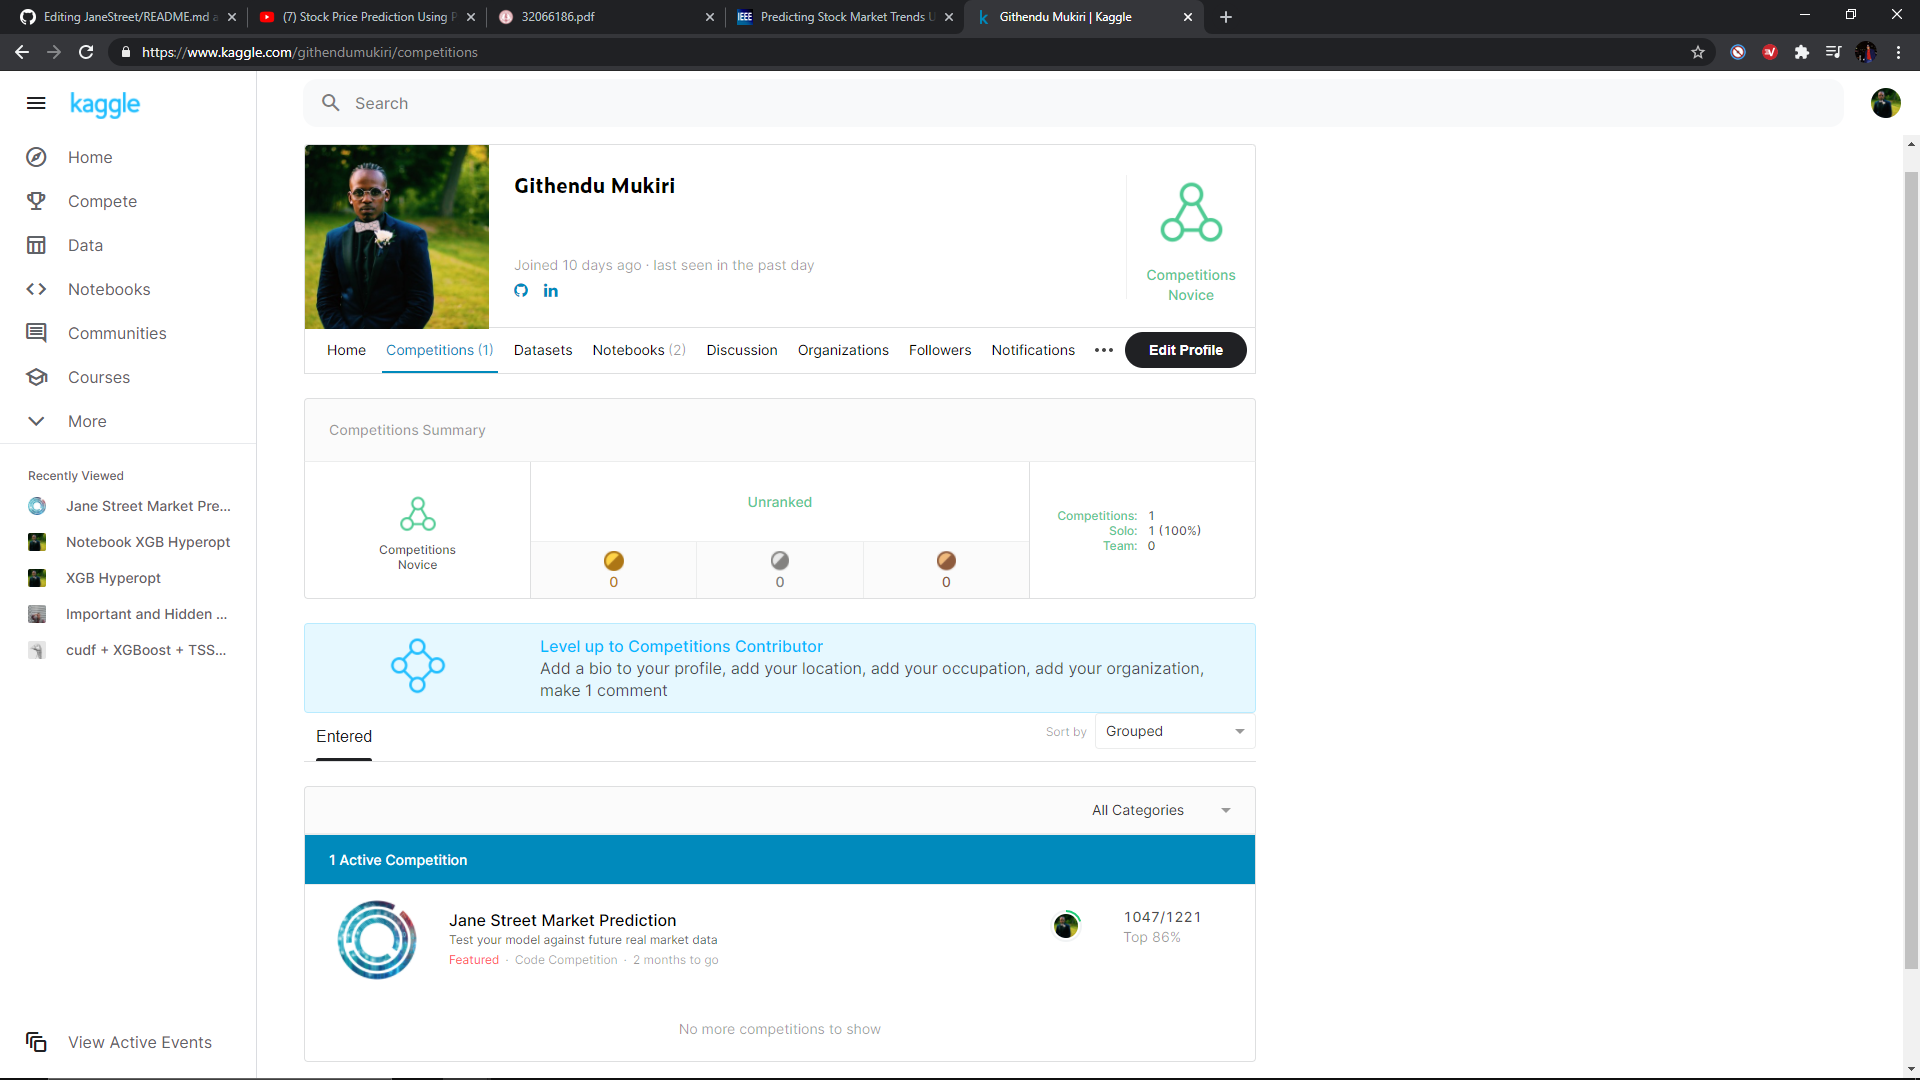 Editing JaneStreet/README.md a
(7) Stock Price Prediction Using P
32066186.pdf
IEEE Predicting Stock Market Trends U
Githendu Mukiri | Kaggle
https://www.kaggle.com/githendumukiri/competitions
kaggle
Search
Home
Compete
Data
Notebooks
Communities
Courses
More
Recently Viewed
Jane Street Market Pre...
Notebook XGB Hyperopt
XGB Hyperopt
Important and Hidden ...
cudf + XGBoost + TSS...
View Active Events
Githendu Mukiri
Joined 10 days ago · last seen in the past day
in
Competitions
Novice
Home Competitions (1) Datasets Notebooks (2) Discussion Organizations Followers Notifications ••• Edit Profile
Competitions Summary
Competitions
Novice
Unranked
0 0 0
Competitions: 1
Solo: 1 (100%)
Team: 0
Level up to Competitions Contributor
Add a bio to your profile, add your location, add your occupation, add your organization,
make 1 comment
Entered
Sort by Grouped
All Categories
1 Active Competition
Jane Street Market Prediction
Test your model against future real market data
Featured · Code Competition · 2 months to go
1047/1221
Top 86%
No more competitions to show